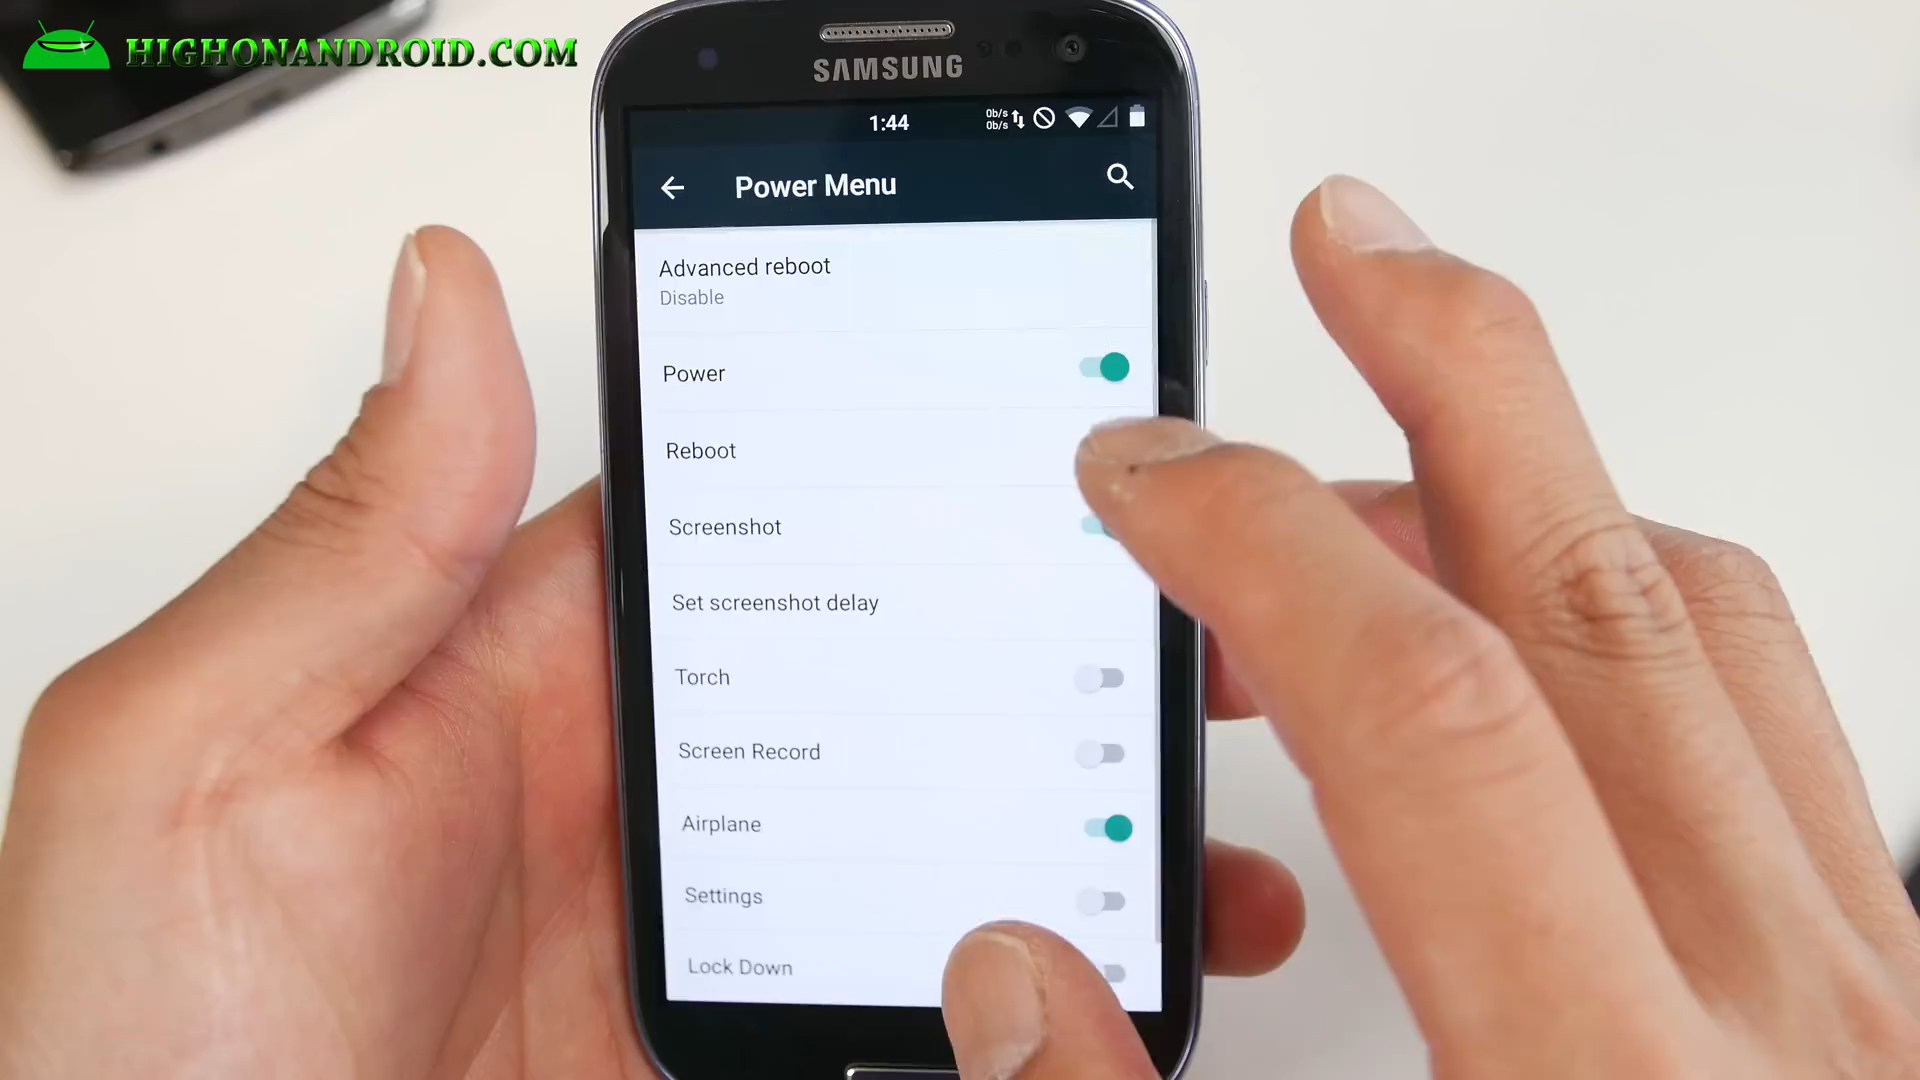 HIGHONANDROID.COM
SAMSUNG
1:44
0b/s
0b/s
Power Menu
Advanced reboot
Disable
Power
Reboot
Screenshot
Set screenshot delay
Torch
Screen Record
Airplane
Settings
Lock Down